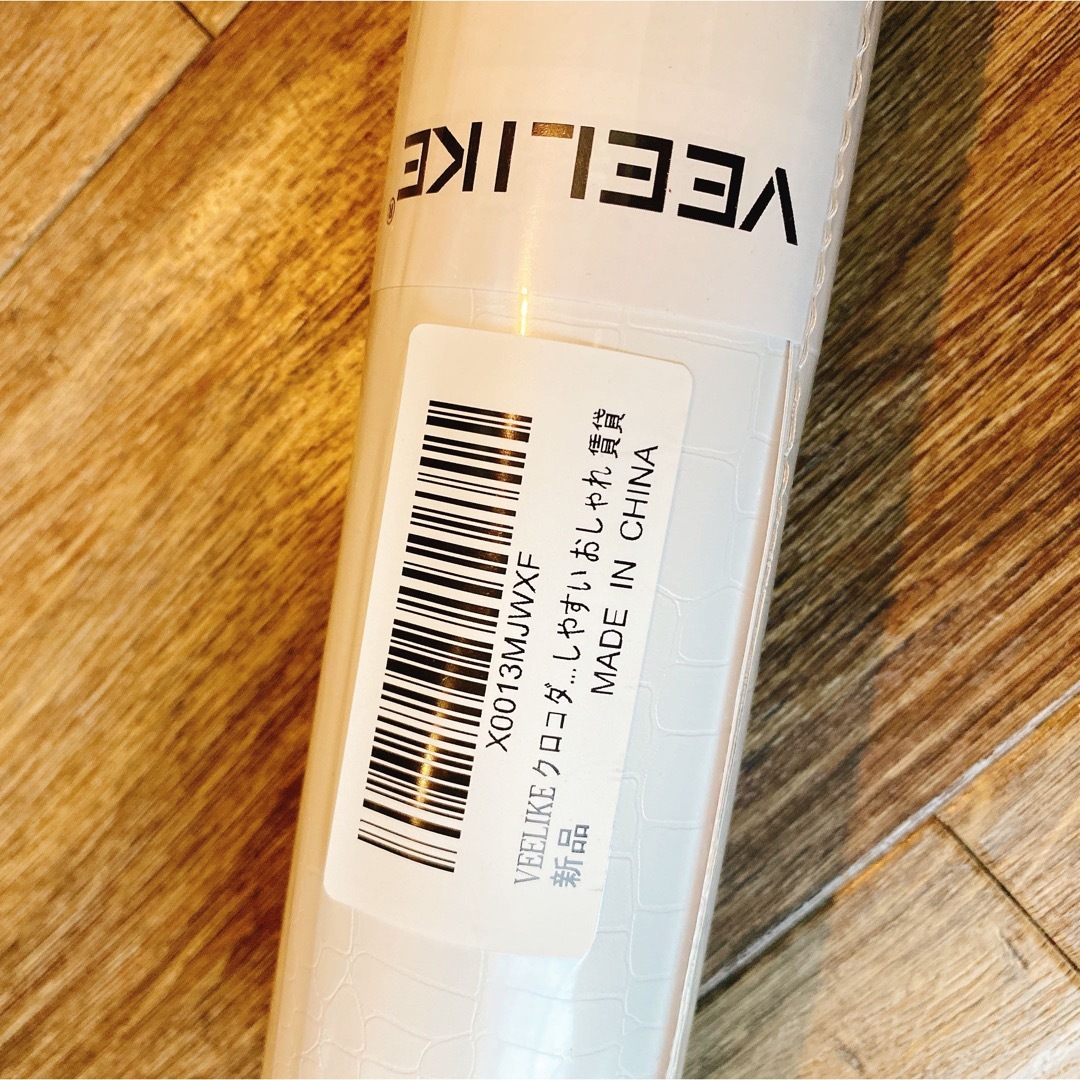 VEELIKE®
X0013MJWXF
VEELIKE クロコダ...しやすい おしゃれ 賃貸
新品
MADE IN CHINA